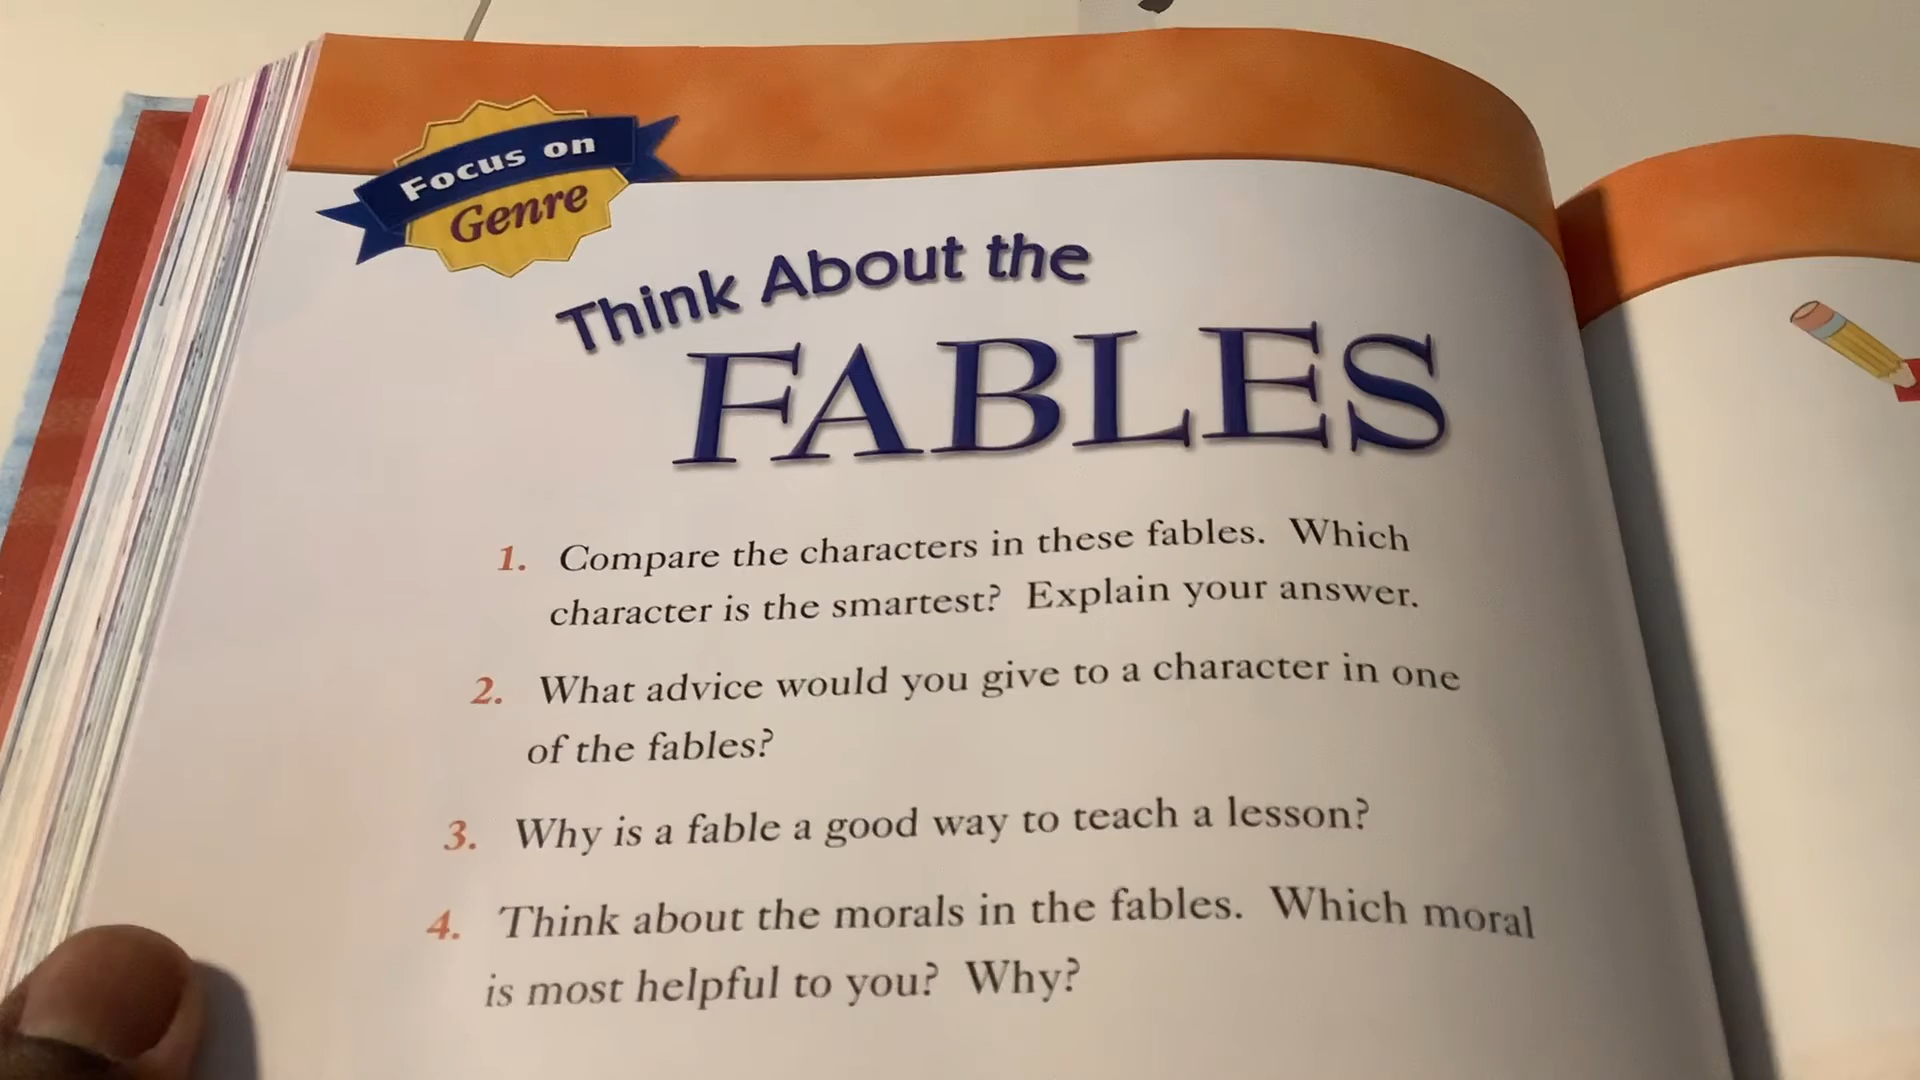 Focus on
Genre
Think About the
FABLES
1. Compare the characters in these fables. Which
character is the smartest? Explain your answer.
2. What advice would you give to a character in one
of the fables?
3. Why is a fable a good way to teach a lesson?
4. Think about the morals in the fables. Which moral
is most helpful to you? Why?